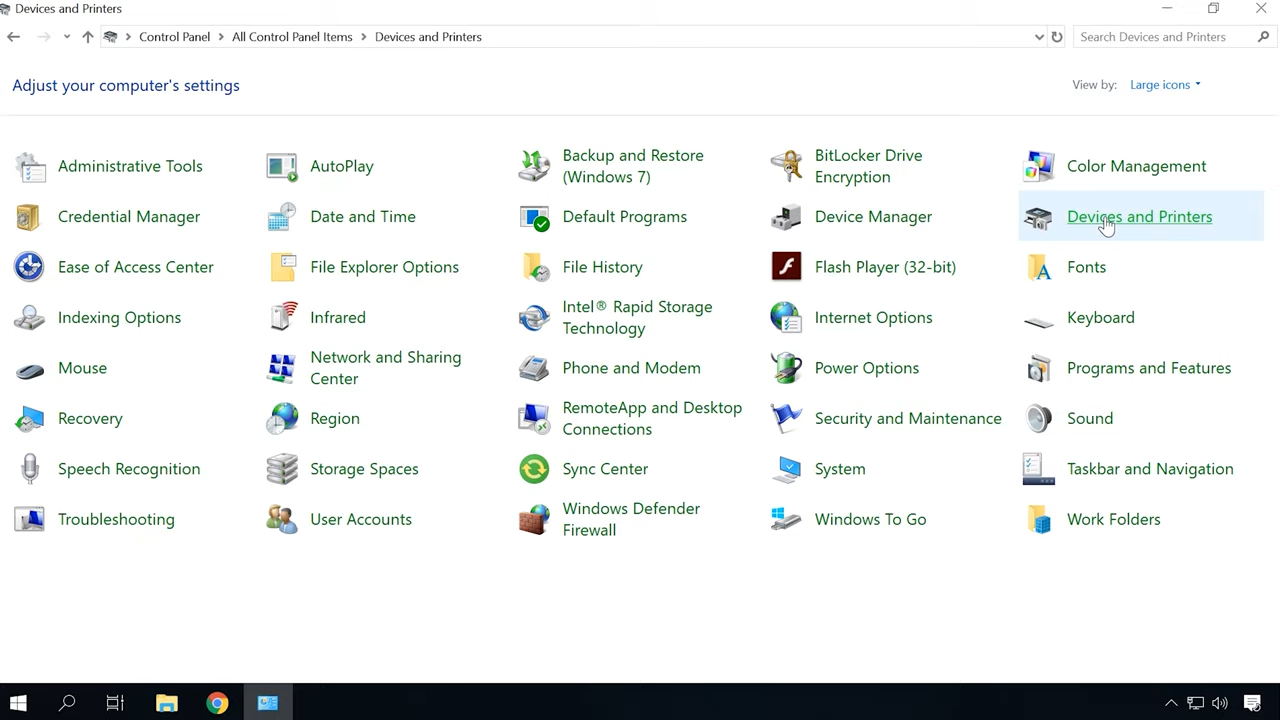 Devices and Printers
Control Panel > All Control Panel Items > Devices and Printers
Search Devices and Printers
Adjust your computer's settings
View by: Large icons
Administrative Tools
AutoPlay
Backup and Restore
(Windows 7)
BitLocker Drive
Encryption
Color Management
Credential Manager
Date and Time
Default Programs
Device Manager
Devices and Printers
Ease of Access Center
File Explorer Options
File History
Flash Player (32-bit)
Fonts
Indexing Options
Infrared
Intel® Rapid Storage
Technology
Internet Options
Keyboard
Mouse
Network and Sharing
Center
Phone and Modem
Power Options
Programs and Features
Recovery
Region
RemoteApp and Desktop
Connections
Security and Maintenance
Sound
Speech Recognition
Storage Spaces
Sync Center
System
Taskbar and Navigation
Troubleshooting
User Accounts
Windows Defender
Firewall
Windows To Go
Work Folders